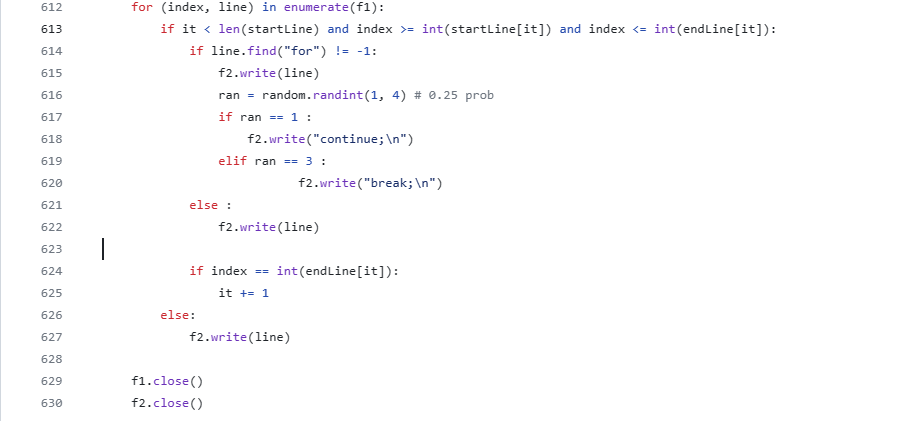 612 for (index, line) in enumerate(f1):
613 if it < len(startLine) and index >= int(startLine[it]) and index <= int(endLine[it]):
614 if line.find("for") != -1:
615 f2.write(line)
616 ran = random.randint(1, 4) # 0.25 prob
617 if ran == 1 :
618 f2.write("continue;\n")
619 elif ran == 3 :
620 f2.write("break;\n")
621 else :
622 f2.write(line)
623
624 if index == int(endLine[it]):
625 it += 1
626 else:
627 f2.write(line)
628
629 f1.close()
630 f2.close()